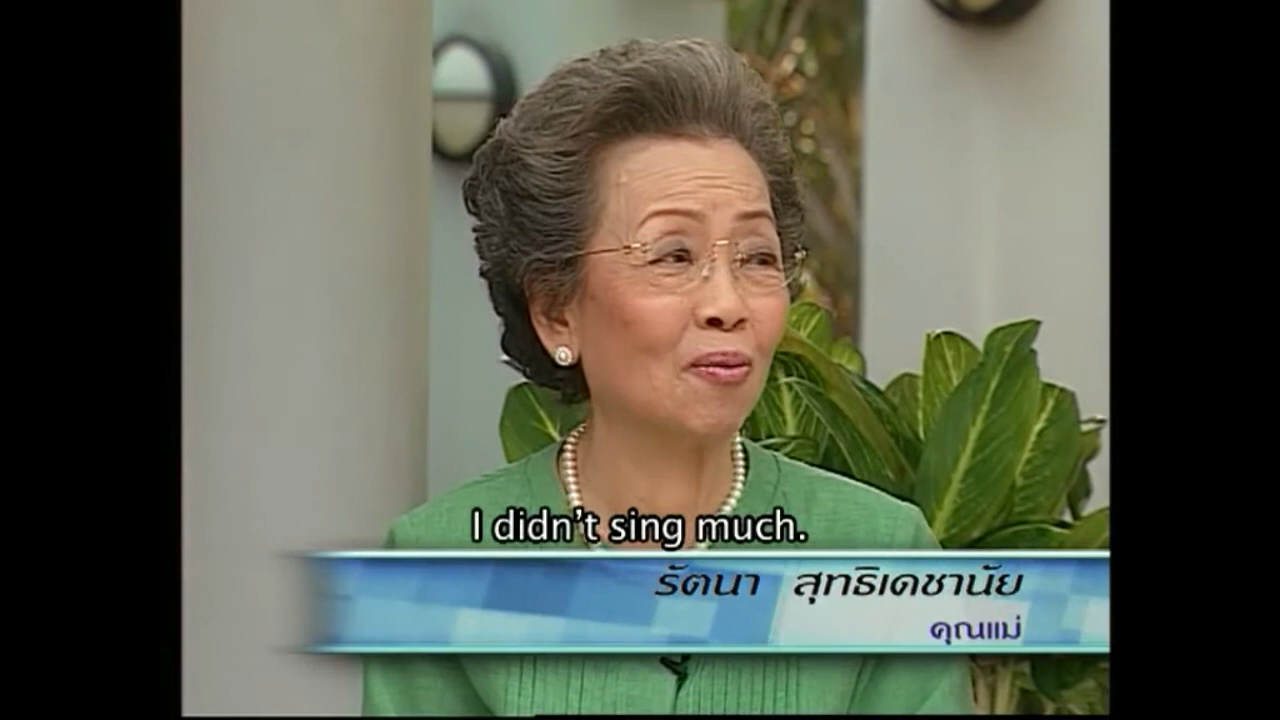 I didn't sing much.
รัตนา สุทธิเดชานัย
คุณแม่